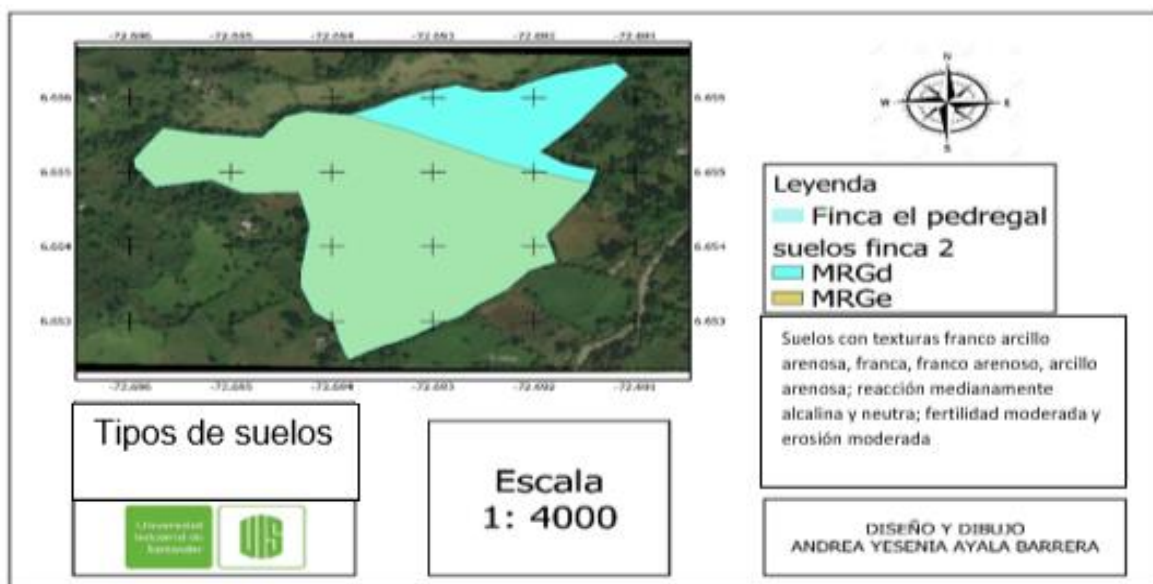 -72.696 -72.695 -72.694 -72.693 -72.692 -72.691
6.656 6.656
6.655 6.655
6.654 6.654
6.653 6.653
-72.696 -72.695 -72.694 -72.693 -72.692 -72.691
N
W E
S
Leyenda
Finca el pedregal
suelos finca 2
MRGd
MRGe
Suelos con texturas franco arcillo
arenosa, franca, franco arenoso, arcillo
arenosa; reacción medianamente
alcalina y neutra; fertilidad moderada y
erosión moderada
Tipos de suelos
Universidad
Industrial de
Santander
UIS
Escala
1: 4000
DISEÑO Y DIBUJO
ANDREA YESENIA AYALA BARRERA